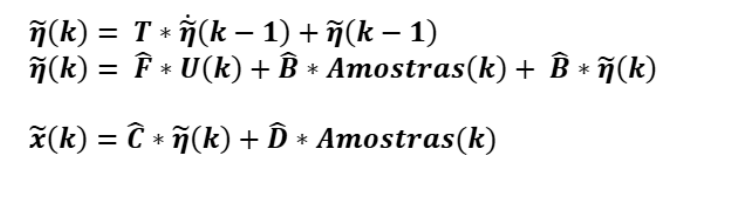 η̃(k) = T * η̃̇(k − 1) + η̃(k − 1)
η̃(k) = F̂ * U(k) + B̂ * Amostras(k) + B̂ * η̃(k)
x̃(k) = Ĉ * η̃(k) + D̂ * Amostras(k)